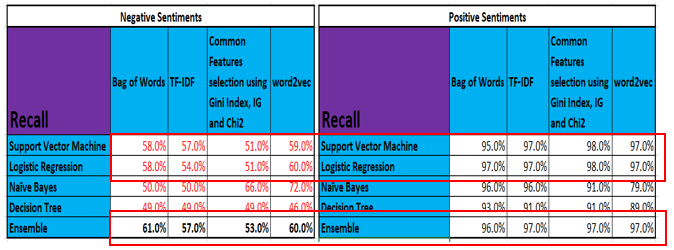 Negative Sentiments Positive Sentiments
Recall Bag of Words TF-IDF Common Features selection using Gini Index, IG and Chi2 word2vec Recall Bag of Words TF-IDF Common Features selection using Gini Index, IG and Chi2 word2vec
Support Vector Machine 58.0% 57.0% 51.0% 59.0% Support Vector Machine 95.0% 97.0% 98.0% 97.0%
Logistic Regression 58.0% 54.0% 51.0% 60.0% Logistic Regression 97.0% 97.0% 98.0% 97.0%
Naïve Bayes 50.0% 50.0% 66.0% 72.0% Naïve Bayes 96.0% 96.0% 91.0% 79.0%
Decision Tree 49.0% 49.0% 49.0% 46.0% Decision Tree 93.0% 91.0% 91.0% 89.0%
Ensemble 61.0% 57.0% 53.0% 60.0% Ensemble 96.0% 97.0% 97.0% 97.0%